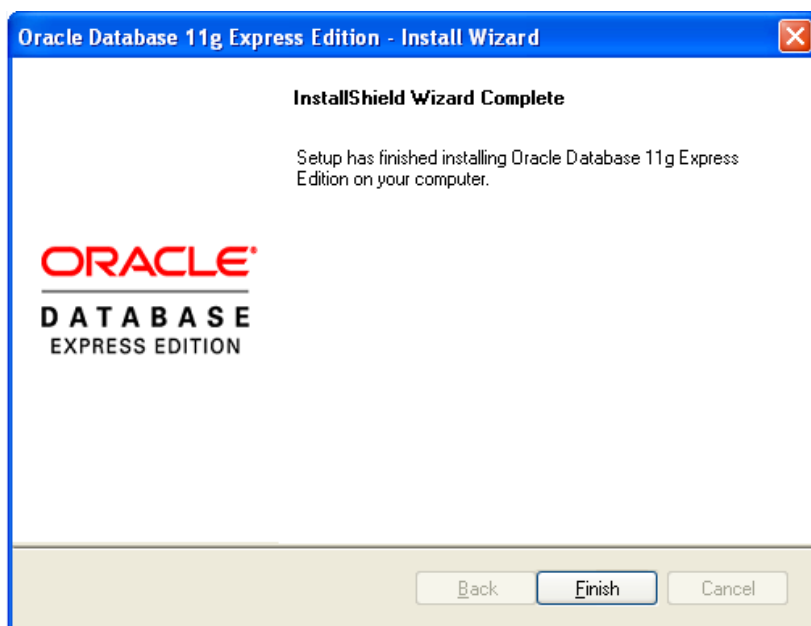 Oracle Database 11g Express Edition - Install Wizard
InstallShield Wizard Complete
Setup has finished installing Oracle Database 11g Express
Edition on your computer.
ORACLE®
DATABASE
EXPRESS EDITION
Back
Finish
Cancel